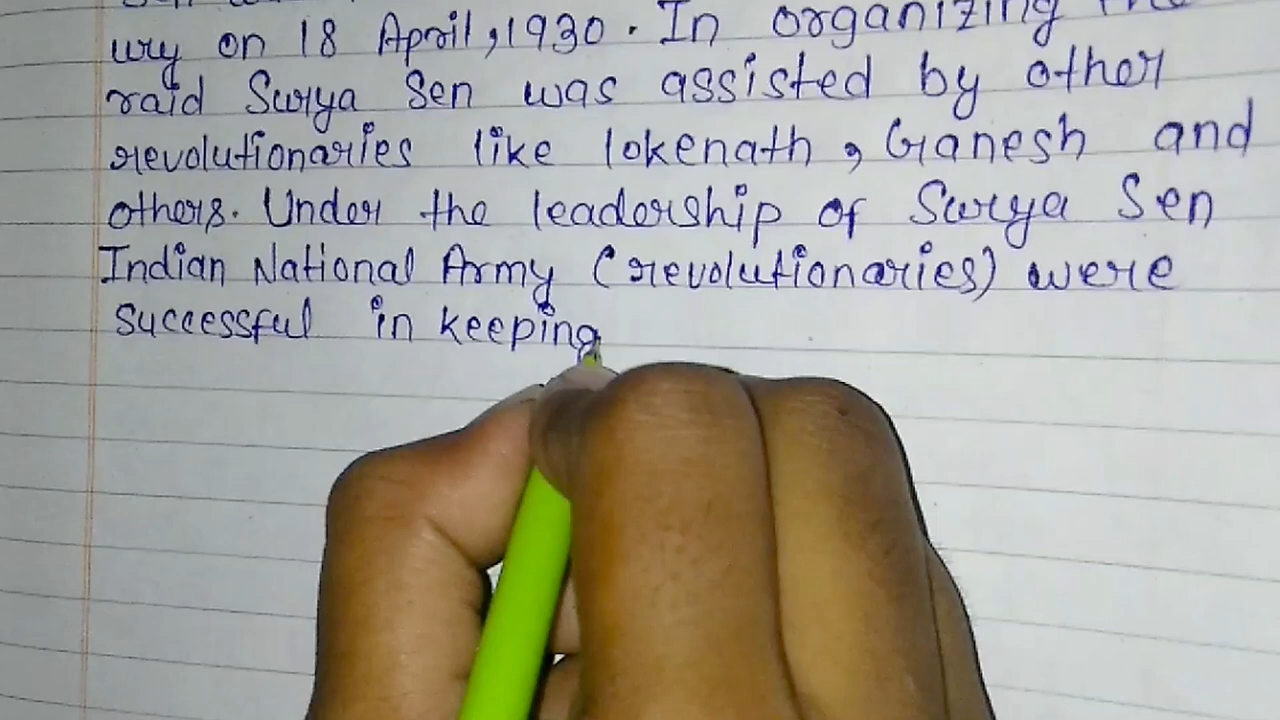 ury on 18 April, 1930. In organizing
raid Surya Sen was assisted by other
revolutionaries like lokenath, Ganesh and
others. Under the leadership of Surya Sen
Indian National Army (revolutionaries) were
successful in keeping